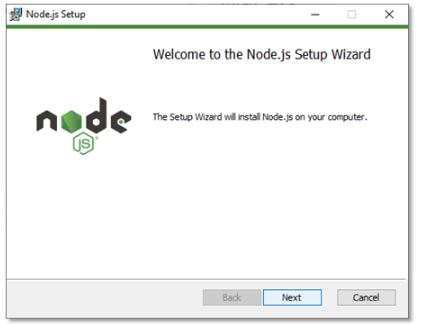 Node.js Setup
Welcome to the Node.js Setup Wizard
node
JS
The Setup Wizard will install Node.js on your computer.
Back
Next
Cancel